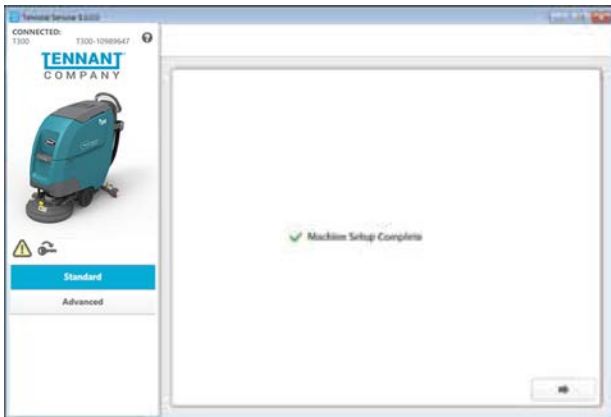 CONNECTED:
T300 T300-10989647
TENNANT
COMPANY
Machine Setup Complete
Standard
Advanced